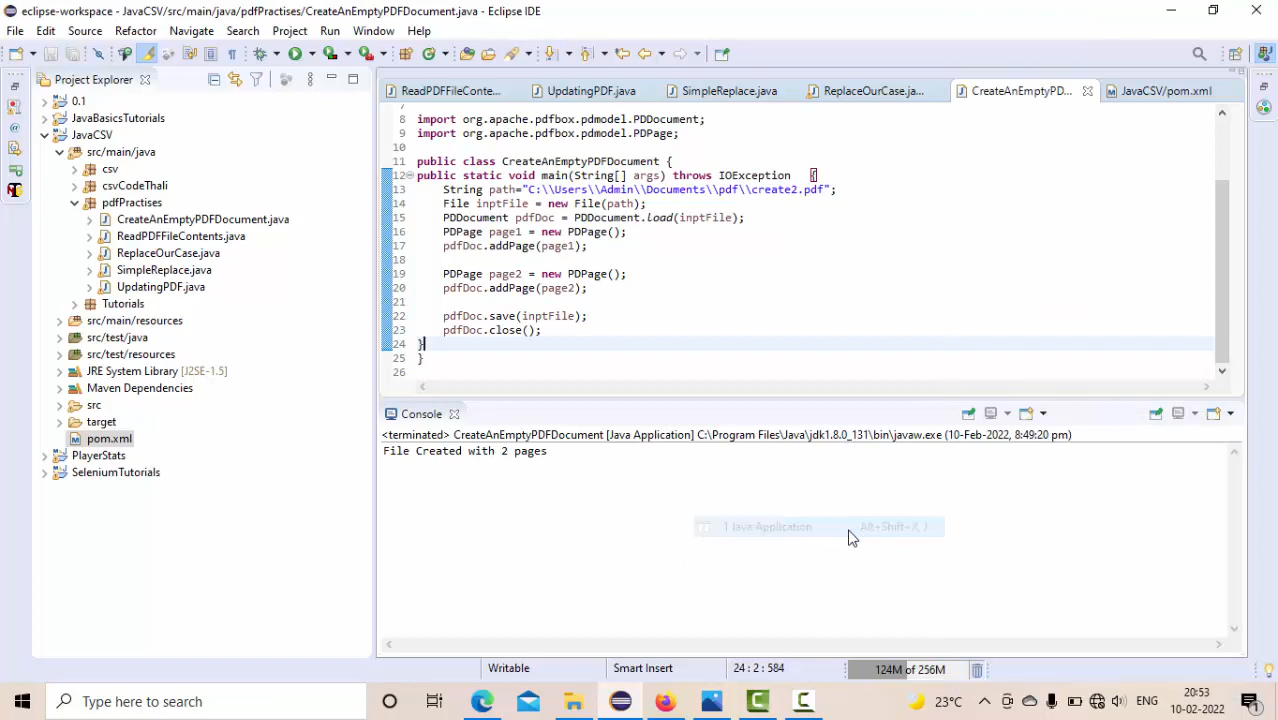 eclipse-workspace - JavaCSV/src/main/java/pdfPractises/CreateAnEmptyPDFDocument.java - Eclipse IDE
File Edit Source Refactor Navigate Search Project Run Window Help
Project Explorer
0.1
JavaBasicsTutorials
JavaCSV
src/main/java
csv
csvCodeThali
pdfPractises
CreateAnEmptyPDFDocument.java
ReadPDFFileContents.java
ReplaceOurCase.java
SimpleReplace.java
UpdatingPDF.java
Tutorials
src/main/resources
src/test/java
src/test/resources
JRE System Library [J2SE-1.5]
Maven Dependencies
src
target
pom.xml
PlayerStats
SeleniumTutorials
ReadPDFFileConte... UpdatingPDF.java SimpleReplace.java ReplaceOurCase.ja... CreateAnEmptyPD... JavaCSV/pom.xml
7
8 import org.apache.pdfbox.pdmodel.PDDocument;
9 import org.apache.pdfbox.pdmodel.PDPage;
10
11 public class CreateAnEmptyPDFDocument {
12 public static void main(String[] args) throws IOException {
13 String path="C:\\Users\\Admin\\Documents\\pdf\\create2.pdf";
14 File inptFile = new File(path);
15 PDDocument pdfDoc = PDDocument.load(inptFile);
16 PDPage page1 = new PDPage();
17 pdfDoc.addPage(page1);
18
19 PDPage page2 = new PDPage();
20 pdfDoc.addPage(page2);
21
22 pdfDoc.save(inptFile);
23 pdfDoc.close();
24 }
25 }
26
Console
<terminated> CreateAnEmptyPDFDocument [Java Application] C:\Program Files\Java\jdk1.8.0_131\bin\javaw.exe (10-Feb-2022, 8:49:20 pm)
File Created with 2 pages
1 Java Application Alt+Shift+X, J
Writable Smart Insert 24 : 2 : 584 124M of 256M
Type here to search 23°C ENG 20:53
10-02-2022
1